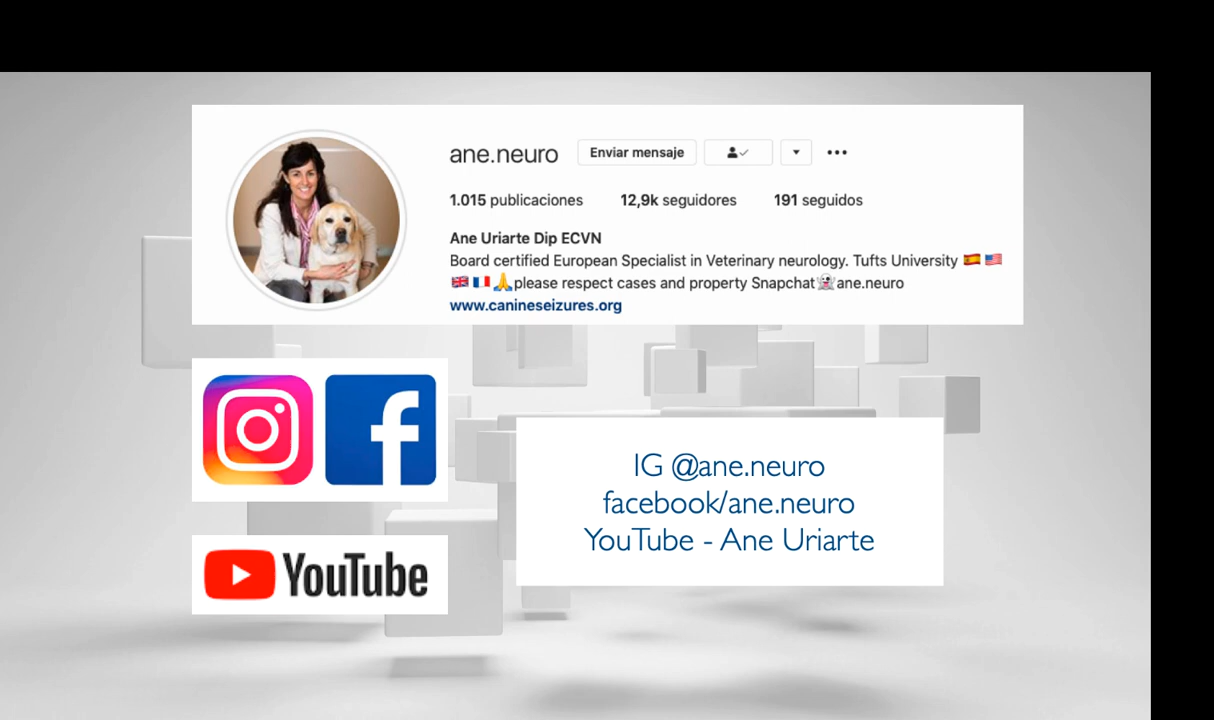 ane.neuro Enviar mensaje
1.015 publicaciones 12,9k seguidores 191 seguidos
Ane Uriarte Dip ECVN
Board certified European Specialist in Veterinary neurology. Tufts University 🇪🇸 🇺🇸
🇬🇧 🇫🇷 🙏please respect cases and property Snapchat👻ane.neuro
www.canineseizures.org
IG @ane.neuro
facebook/ane.neuro
YouTube - Ane Uriarte
YouTube